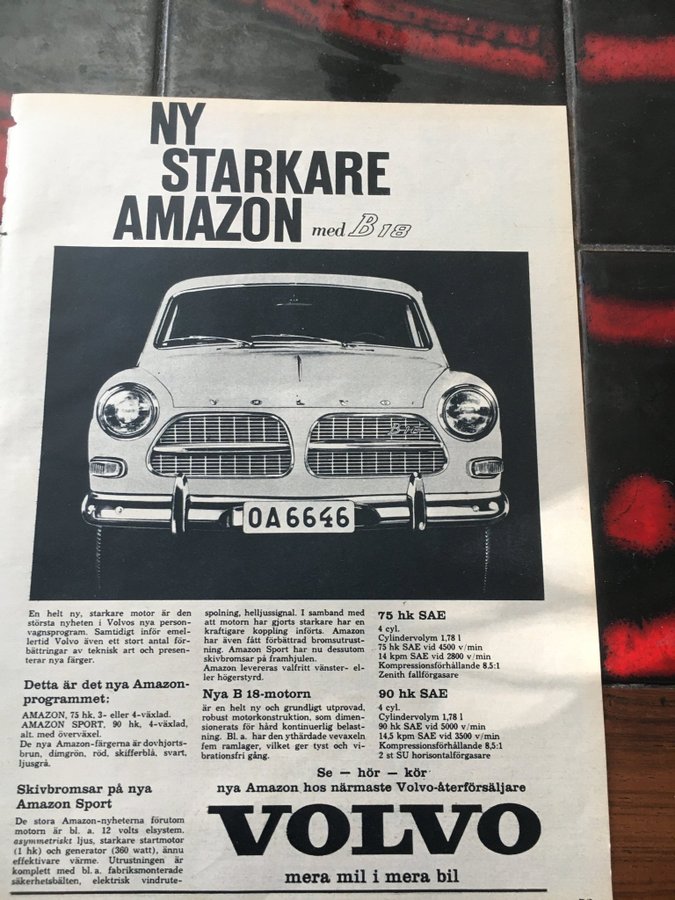 NY
STARKARE
AMAZON med B18
VOLVO
B18
OA6646
En helt ny, starkare motor är den
största nyheten i Volvos nya person-
vagnsprogram. Samtidigt inför emel-
lertid Volvo även ett stort antal för-
bättringar av teknisk art och presen-
terar nya färger.
Detta är det nya Amazon-
programmet:
AMAZON, 75 hk, 3- eller 4-växlad.
AMAZON SPORT, 90 hk, 4-växlad,
alt. med överväxel.
De nya Amazon-färgerna är dovhjorts-
brun, dimgrön, röd, skifferblå, svart,
ljusgrå.
Skivbromsar på nya
Amazon Sport
De stora Amazon-nyheterna förutom
motorn är bl. a. 12 volts elsystem,
asymmetriskt ljus, starkare startmotor
(1 hk) och generator (360 watt), ännu
effektivare värme. Utrustningen är
komplett med bl. a. fabriksmonterade
säkerhetsbälten, elektrisk vindrute-
spolning, helljussignal. I samband med
att motorn har gjorts starkare har en
kraftigare koppling införts. Amazon
har även fått förbättrad bromsutrust-
ning. Amazon Sport har nu dessutom
skivbromsar på framhjulen.
Amazon levereras valfritt vänster- el-
ler högerstyrd.
Nya B 18-motorn
är en helt ny och grundligt utprovad,
robust motorkonstruktion, som dimen-
sionerats för hård kontinuerlig belast-
ning. Bl. a. har den ythärdade vevaxeln
fem ramlager, vilket ger tyst och vi-
brationsfri gång.
75 hk SAE
4 cyl.
Cylindervolym 1,78 l
75 hk SAE vid 4500 v/min
14 kpm SAE vid 2800 v/min
Kompressionsförhållande 8.5:1
Zenith fallförgasare
90 hk SAE
4 cyl.
Cylindervolym 1,78 l
90 hk SAE vid 5000 v/min
14,5 kpm SAE vid 3500 v/min
Kompressionsförhållande 8,5:1
2 st SU horisontalförgasare
Se — hör — kör
nya Amazon hos närmaste Volvo-återförsäljare
VOLVO
mera mil i mera bil